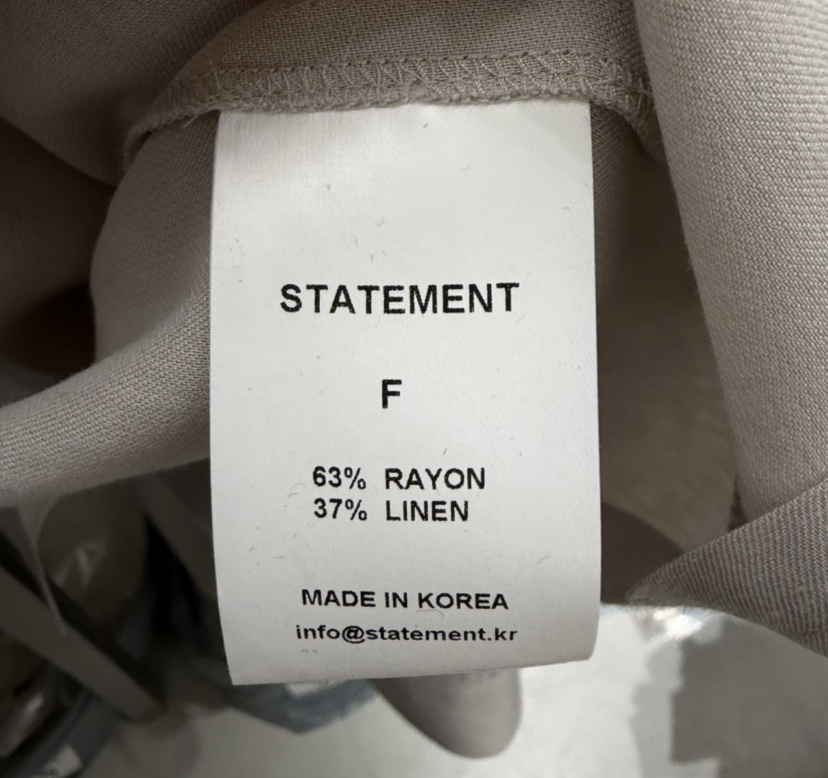 STATEMENT
F
63% RAYON
37% LINEN
MADE IN KOREA
info@statement.kr